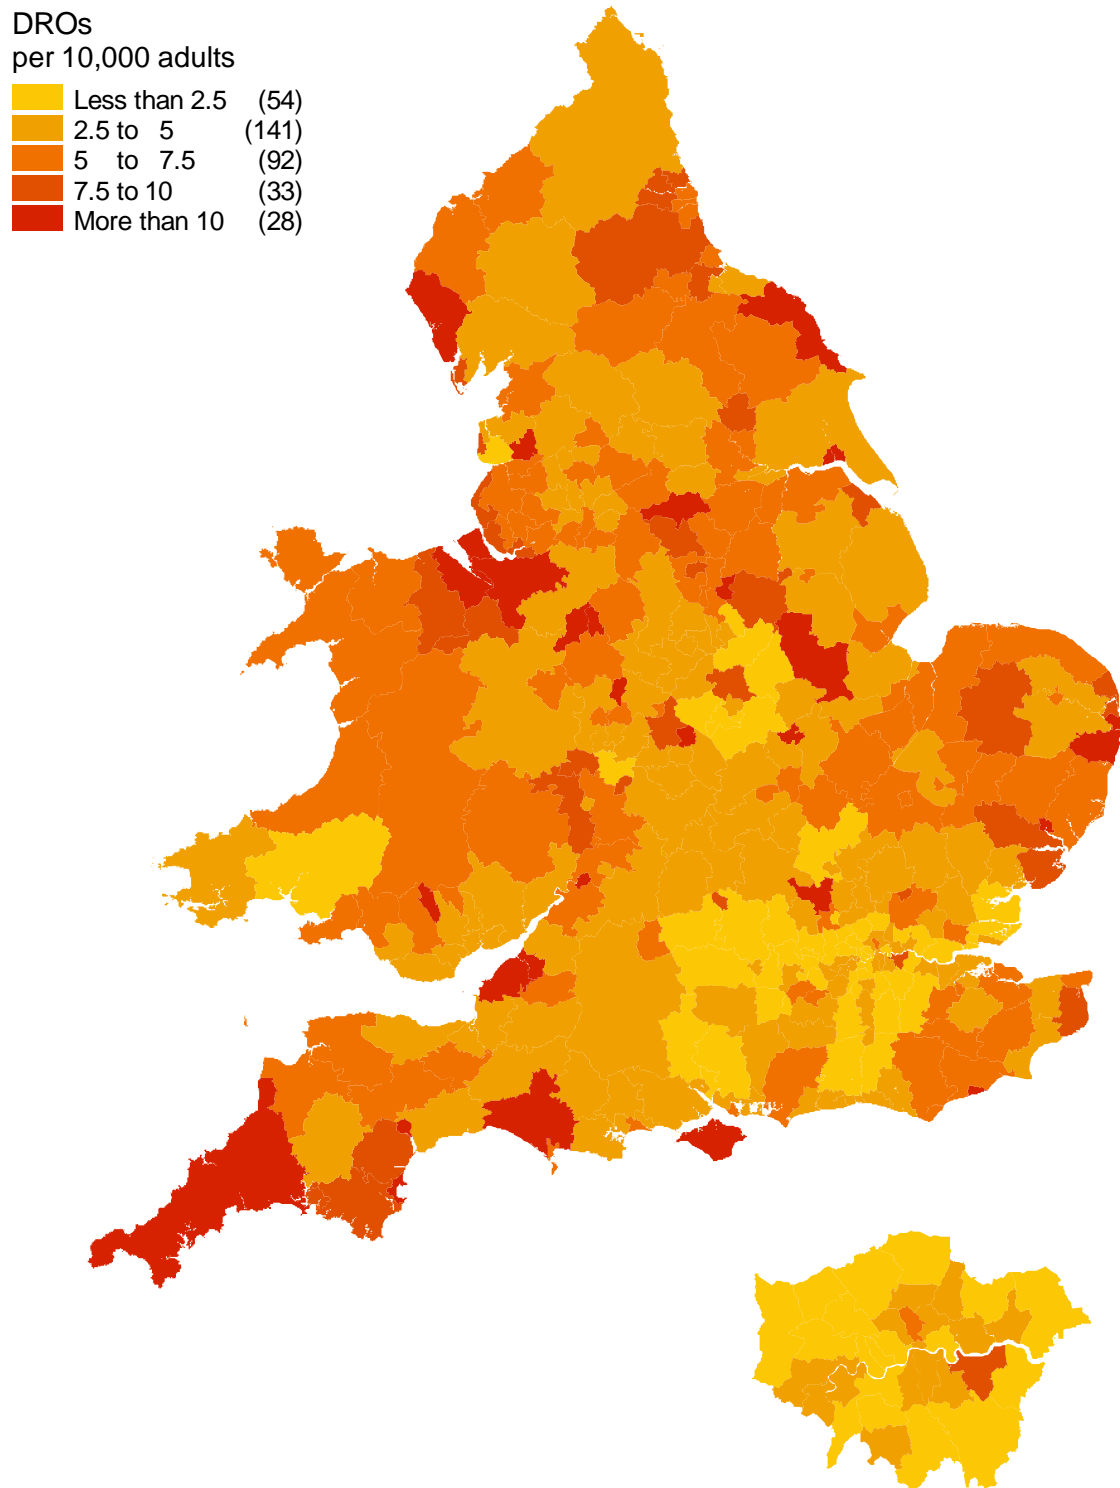 DROs
per 10,000 adults
Less than 2.5 (54)
2.5 to 5 (141)
5 to 7.5 (92)
7.5 to 10 (33)
More than 10 (28)